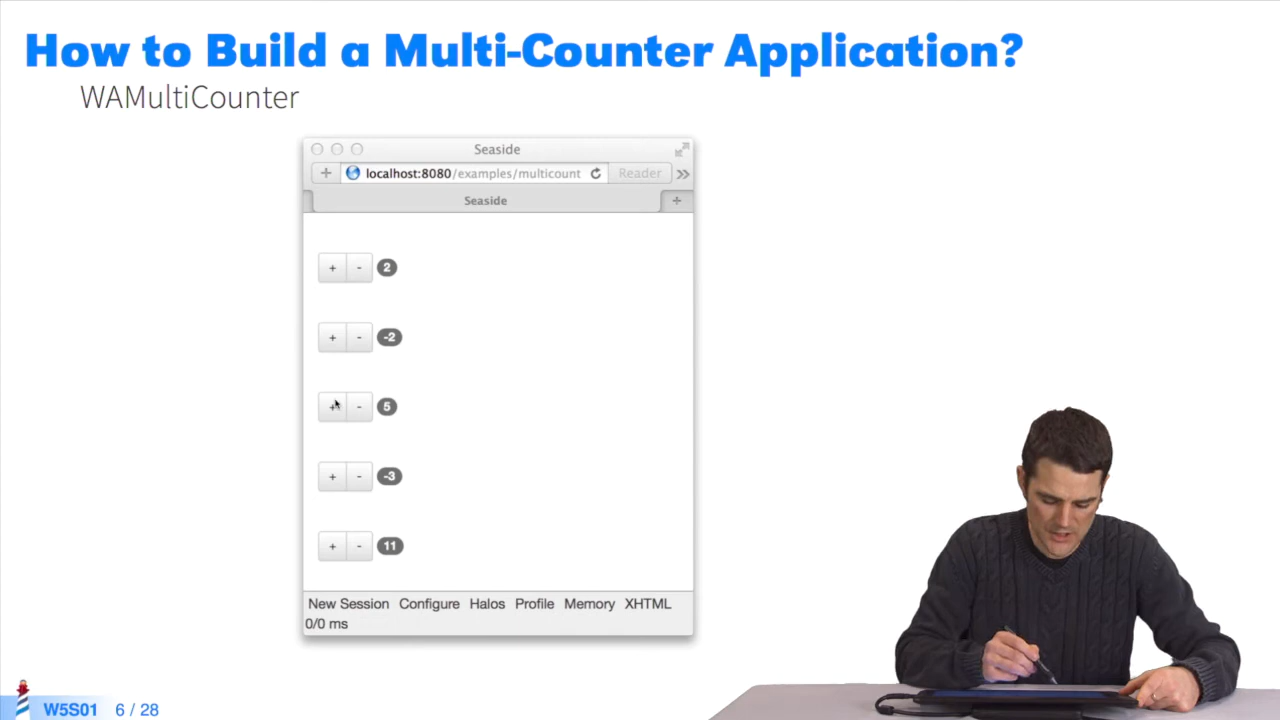 How to Build a Multi-Counter Application?
WAMultiCounter
Seaside
+ localhost:8080/examples/multicount Reader »
Seaside +
+ - 2
+ - -2
+ - 5
+ - -3
+ - 11
New Session Configure Halos Profile Memory XHTML
0/0 ms
W5S01 6 / 28